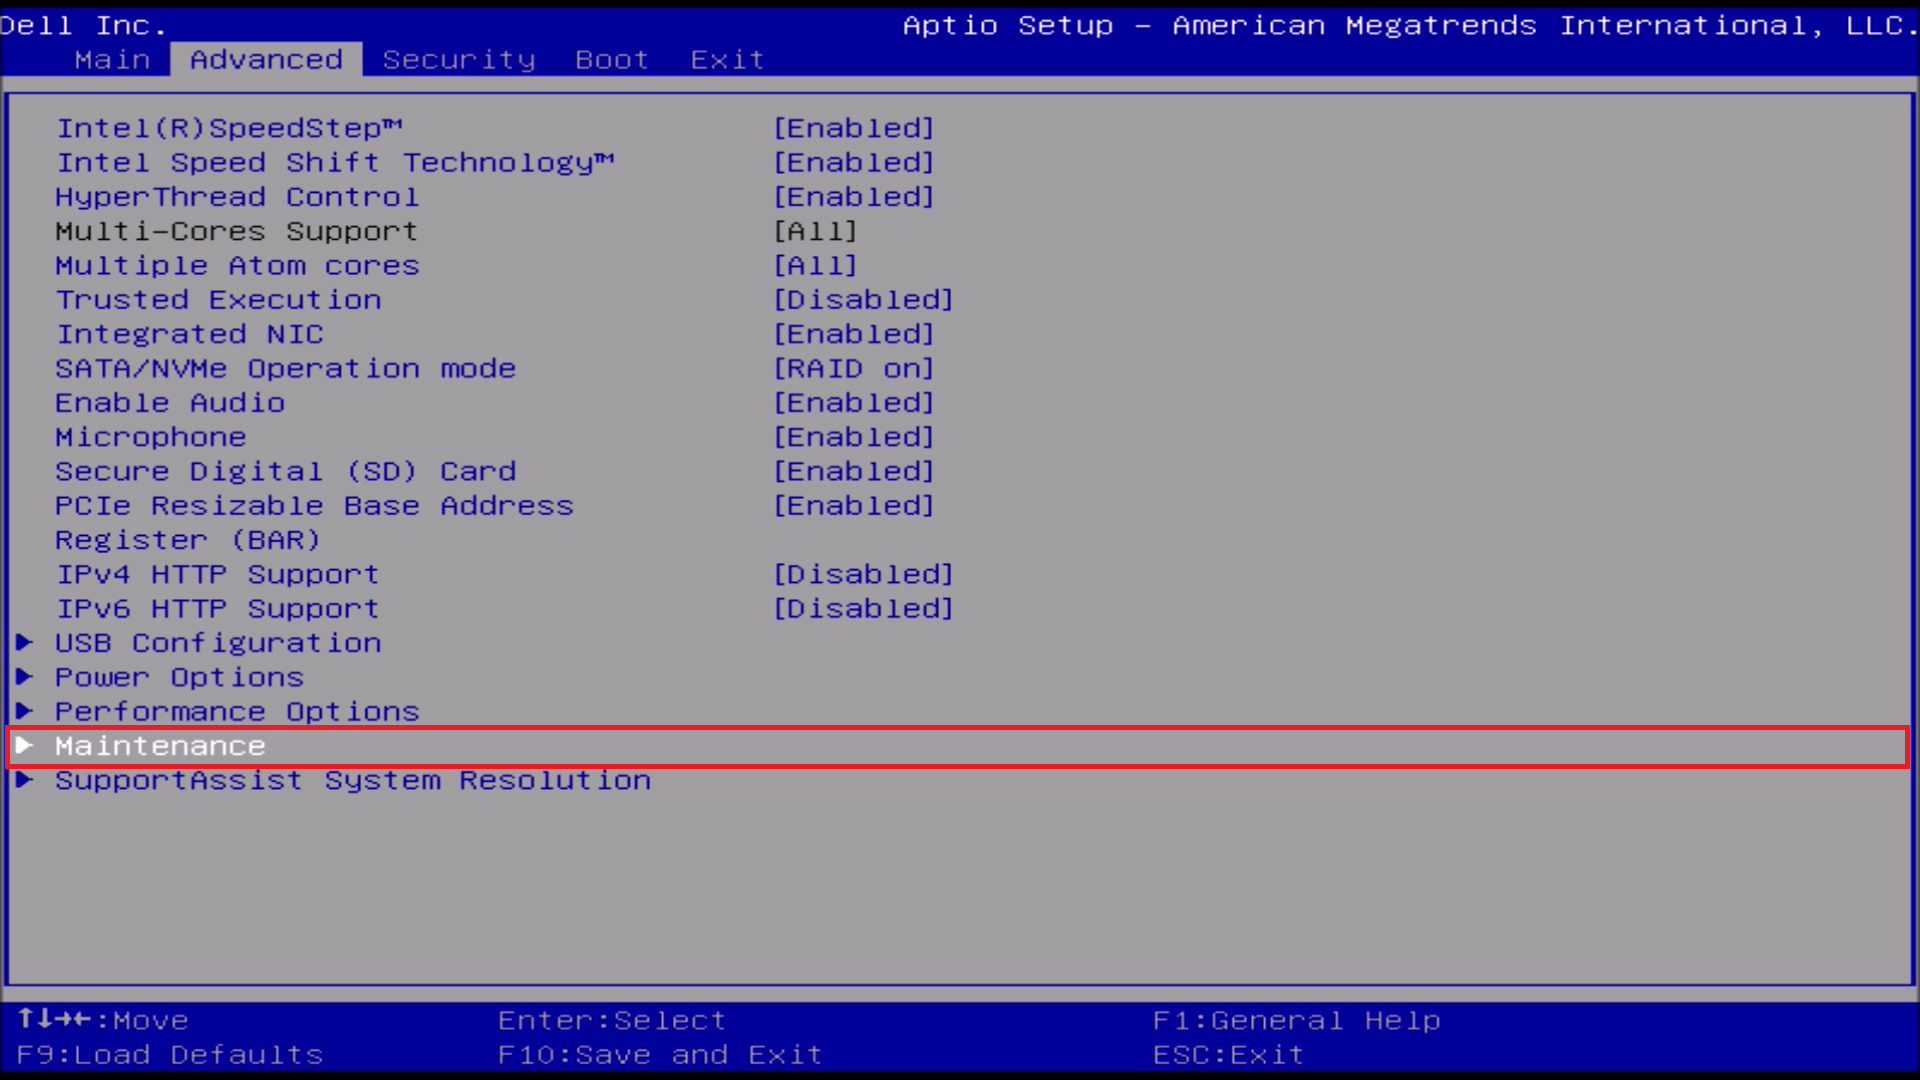 Dell Inc. Aptio Setup – American Megatrends International, LLC.
Main Advanced Security Boot Exit
Intel(R)SpeedStep™ [Enabled]
Intel Speed Shift Technology™ [Enabled]
HyperThread Control [Enabled]
Multi-Cores Support [All]
Multiple Atom cores [All]
Trusted Execution [Disabled]
Integrated NIC [Enabled]
SATA/NVMe Operation mode [RAID on]
Enable Audio [Enabled]
Microphone [Enabled]
Secure Digital (SD) Card [Enabled]
PCIe Resizable Base Address [Enabled]
Register (BAR)
IPv4 HTTP Support [Disabled]
IPv6 HTTP Support [Disabled]
▶ USB Configuration
▶ Power Options
▶ Performance Options
▶ Maintenance
▶ SupportAssist System Resolution
↑↓→←:Move Enter:Select F1:General Help
F9:Load Defaults F10:Save and Exit ESC:Exit